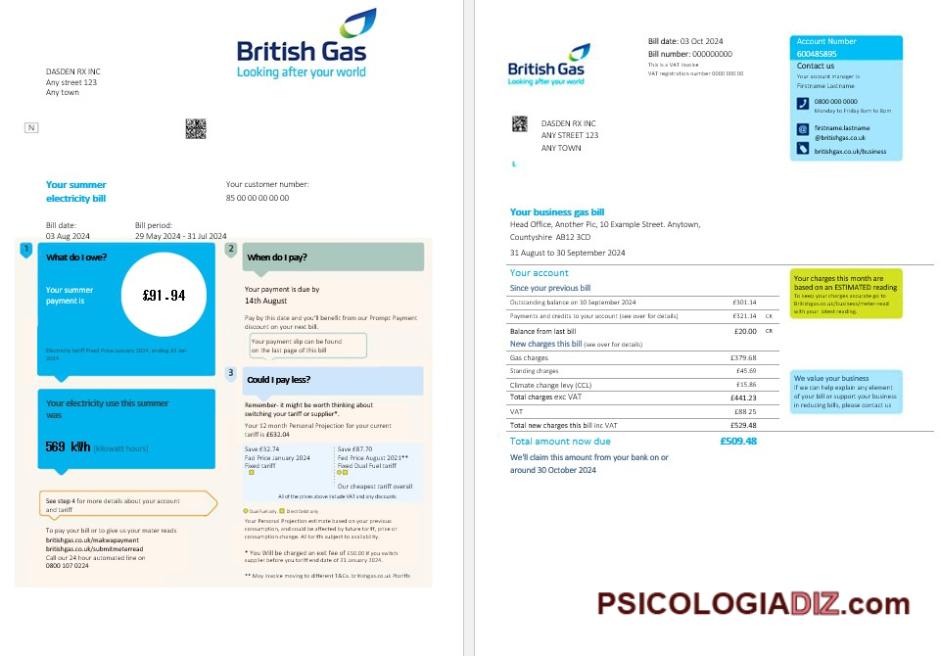 British Gas
Looking after your world
DASDEN RX INC
Any street 123
Any town
N
Your summer
electricity bill
Your customer number:
85 00 00 00 00 00
Bill date:
03 Aug 2024
Bill period:
29 May 2024 - 31 Jul 2024
1
What do I owe?
Your summer
payment is
£91.94
Electricity tariff Fixed Price January 2024, ending 31 Jan
2024
Your electricity use this summer
was
569 kWh (kilowatt hours)
See step 4 for more details about your account
and tariff
To pay your bill or to give us your mater reads
britishgas.co.uk/makwapayment
britishgas.co.uk/submitmeterread
Call our 24 hour automated line on
0800 107 0224
2
When do I pay?
Your payment is due by
14th August
Pay by this date and you'll benefit from our Prompt Payment
discount on your next bill.
Your payment slip can be found
on the last page of this bill
3
Could I pay less?
Remember- it might be worth thinking about
switching your tariff or supplier*.
Your 12 month Personal Projection for your current
tariff is £632.04
Save £32.74
Fxd Price January 2024
Fixed tariff
Save £87.70
Fxd Price August 2021**
Fixed Dual Fuel tariff
Our cheapest tariff overall
All of the prices above include VAT and any discounts
Dual Fuel only, Direct Debit only
Your Personal Projection estimate based on your previous
consumption, and could be affected by future tariff, price or
consumption change. All tariffs subject to availability.
* You Will be charged an exit fee of £50.00 if you switch
supplier before you tariff end date of 31 January 2024.
** May invoice moving to different T&Cs.
British Gas
Looking after your world
Bill date: 03 Oct 2024
Bill number: 000000000
This is a VAT invoice
VAT registration number 0000 000 00
Account Number
600485895
Contact us
Your account manager is
Firstname Lastname
0800 000 0000
Monday to Friday 8am to 8pm
firstname.lastname
@britishgas.co.uk
britishgax.co.uk/business
DASDEN RX INC
ANY STREET 123
ANY TOWN
Your business gas bill
Head Office, Another Pic, 10 Example Street. Anytown,
Countyshire AB12 3CD
31 August to 30 September 2024
Your account
Since your previous bill
Outstanding balance on 10 September 2024 £301.14
Payments and credits to your account (see over for details) £321.14 CR
Balance from last bill £20.00 CR
New charges this bill (see over for details)
Gas charges £379.68
Standing charges £45.69
Climate change levy (CCL) £15.86
Total charges exc VAT £441.23
VAT £88.25
Total new charges this bill inc VAT £529.48
Total amount now due £509.48
We'll claim this amount from your bank on or
around 30 October 2024
Your charges this month are
based on an ESTIMATED reading
To keep your charges accurate go to
Britishgas.co.uk/business/meter-read
with your latest reading.
We value your business
If we can help explain any element
of your bill or support your business
in reducing bills, please contact us
PSICOLOGIADIZ.com